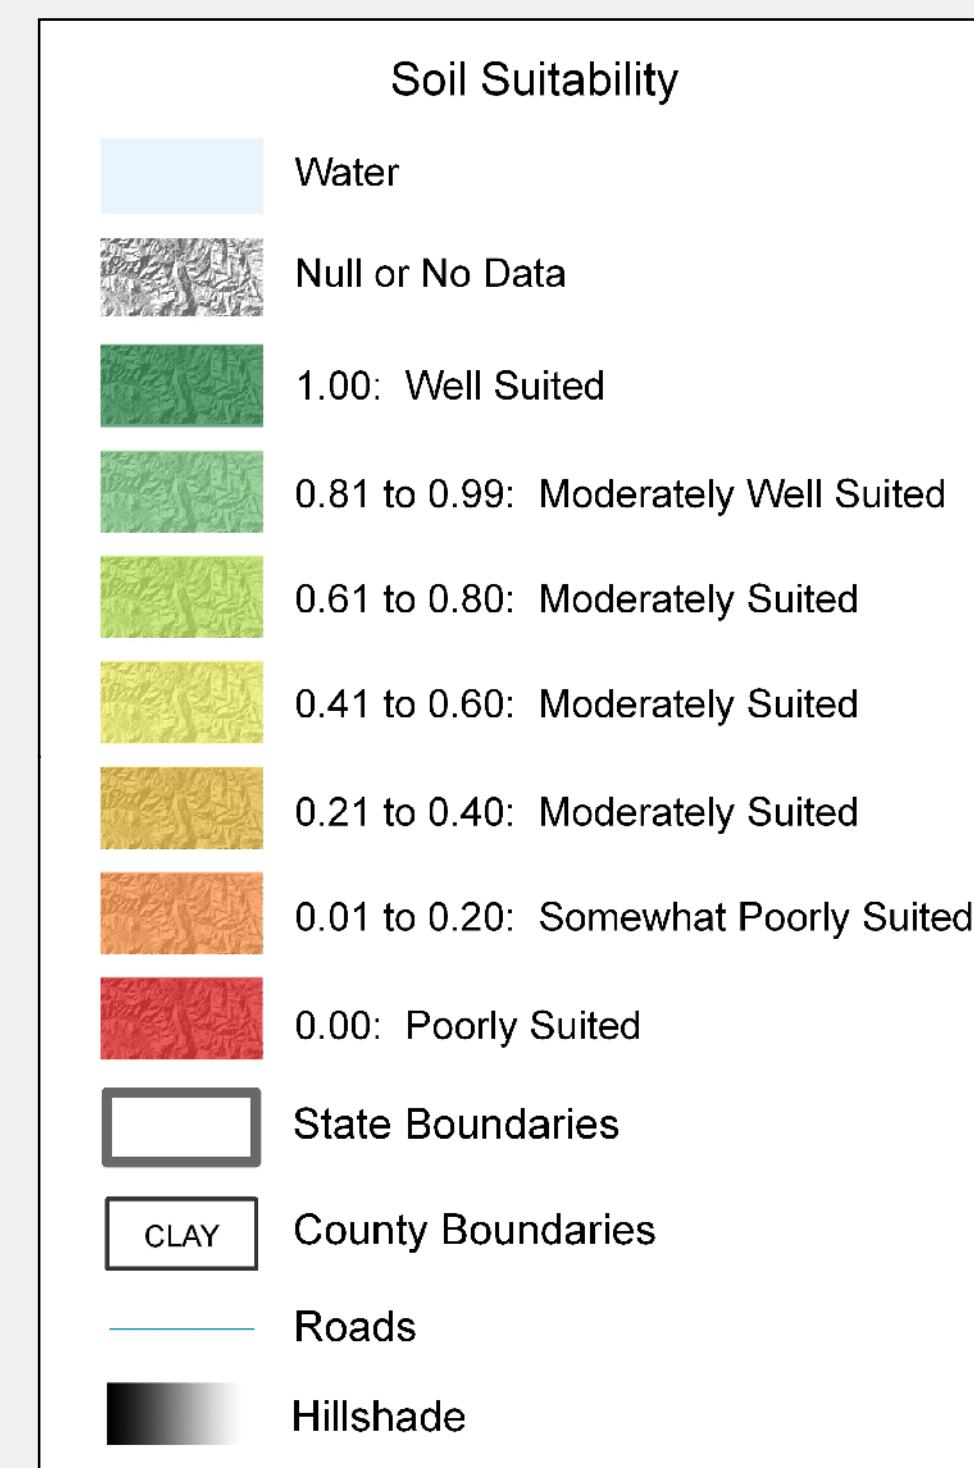 Soil Suitability
Water
Null or No Data
1.00: Well Suited
0.81 to 0.99: Moderately Well Suited
0.61 to 0.80: Moderately Suited
0.41 to 0.60: Moderately Suited
0.21 to 0.40: Moderately Suited
0.01 to 0.20: Somewhat Poorly Suited
0.00: Poorly Suited
State Boundaries
CLAY County Boundaries
Roads
Hillshade